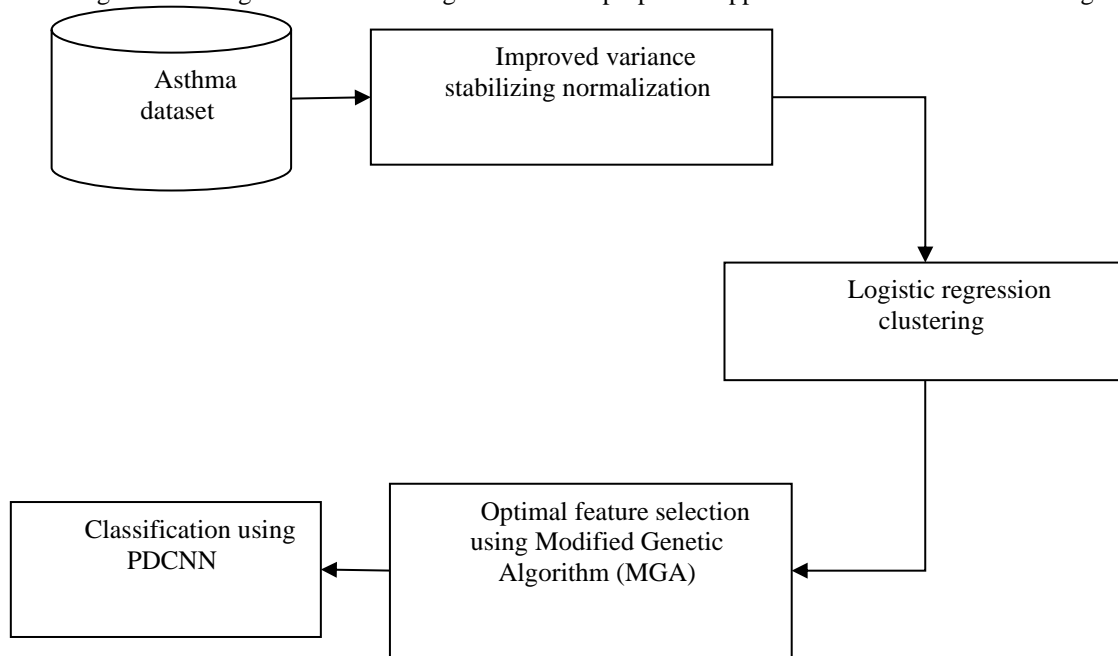 proposed
Asthma
dataset
Improved variance
stabilizing normalization
Logistic regression
clustering
Optimal feature selection
using Modified Genetic
Algorithm (MGA)
Classification using
PDCNN